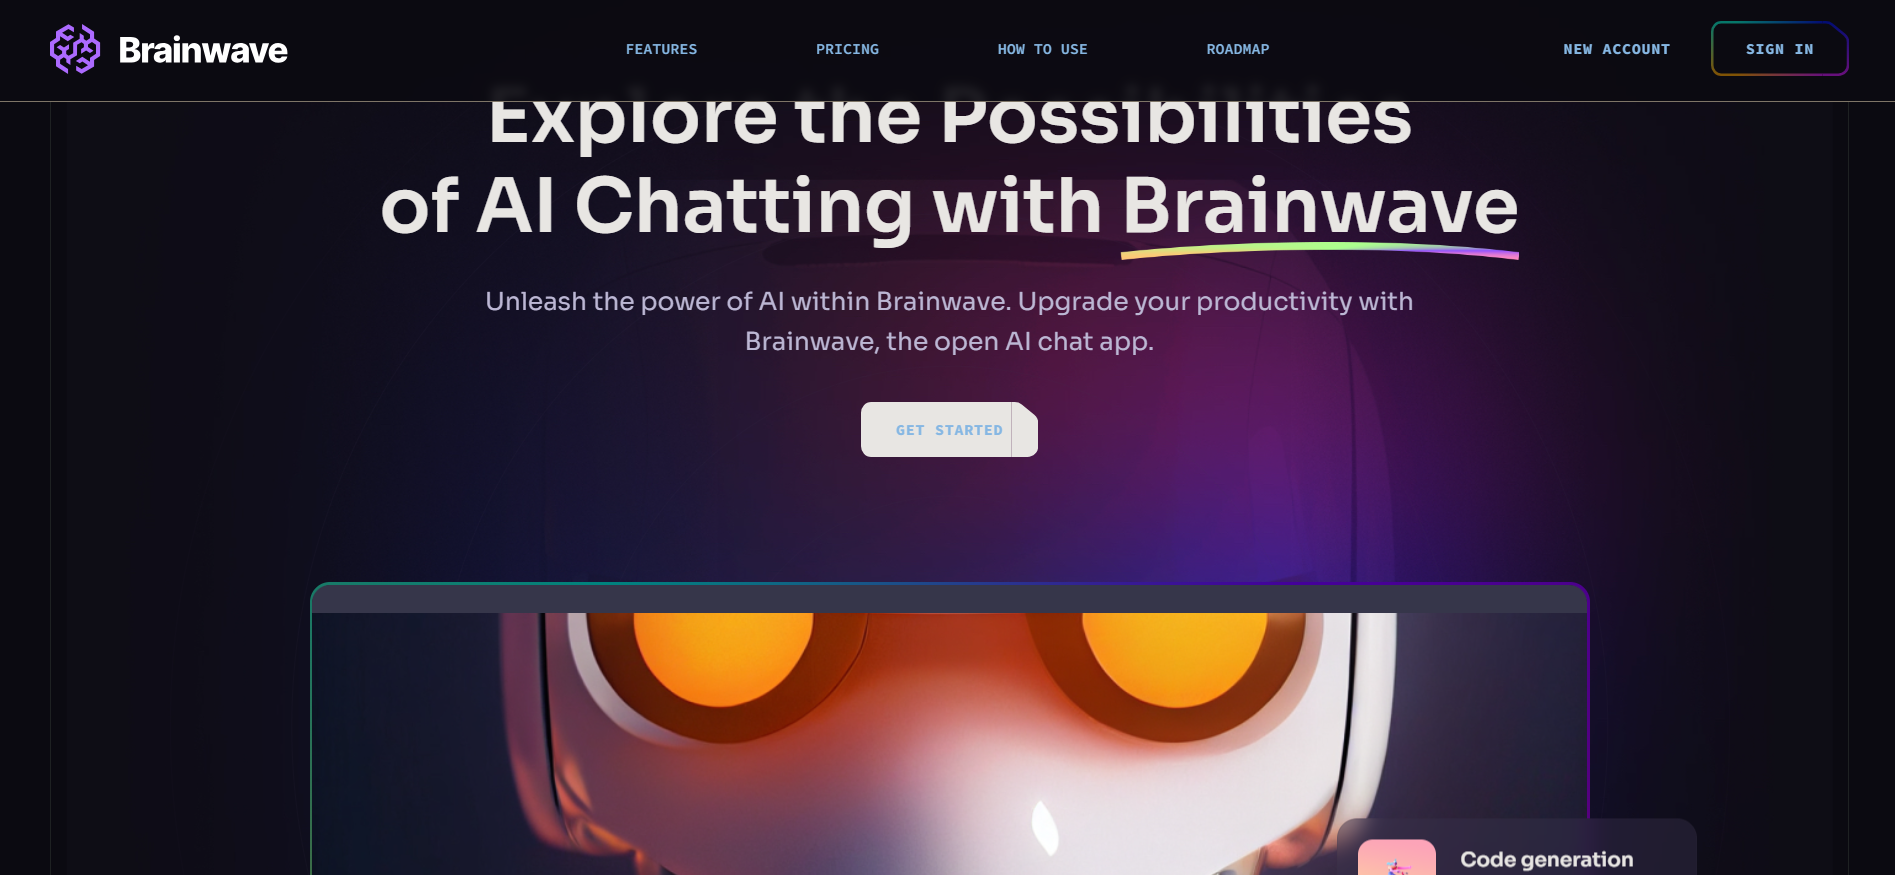 Brainwave
FEATURES
PRICING
HOW TO USE
ROADMAP
NEW ACCOUNT
SIGN IN
Explore the Possibilities
of AI Chatting with Brainwave
Unleash the power of AI within Brainwave. Upgrade your productivity with
Brainwave, the open AI chat app.
GET STARTED
Code generation